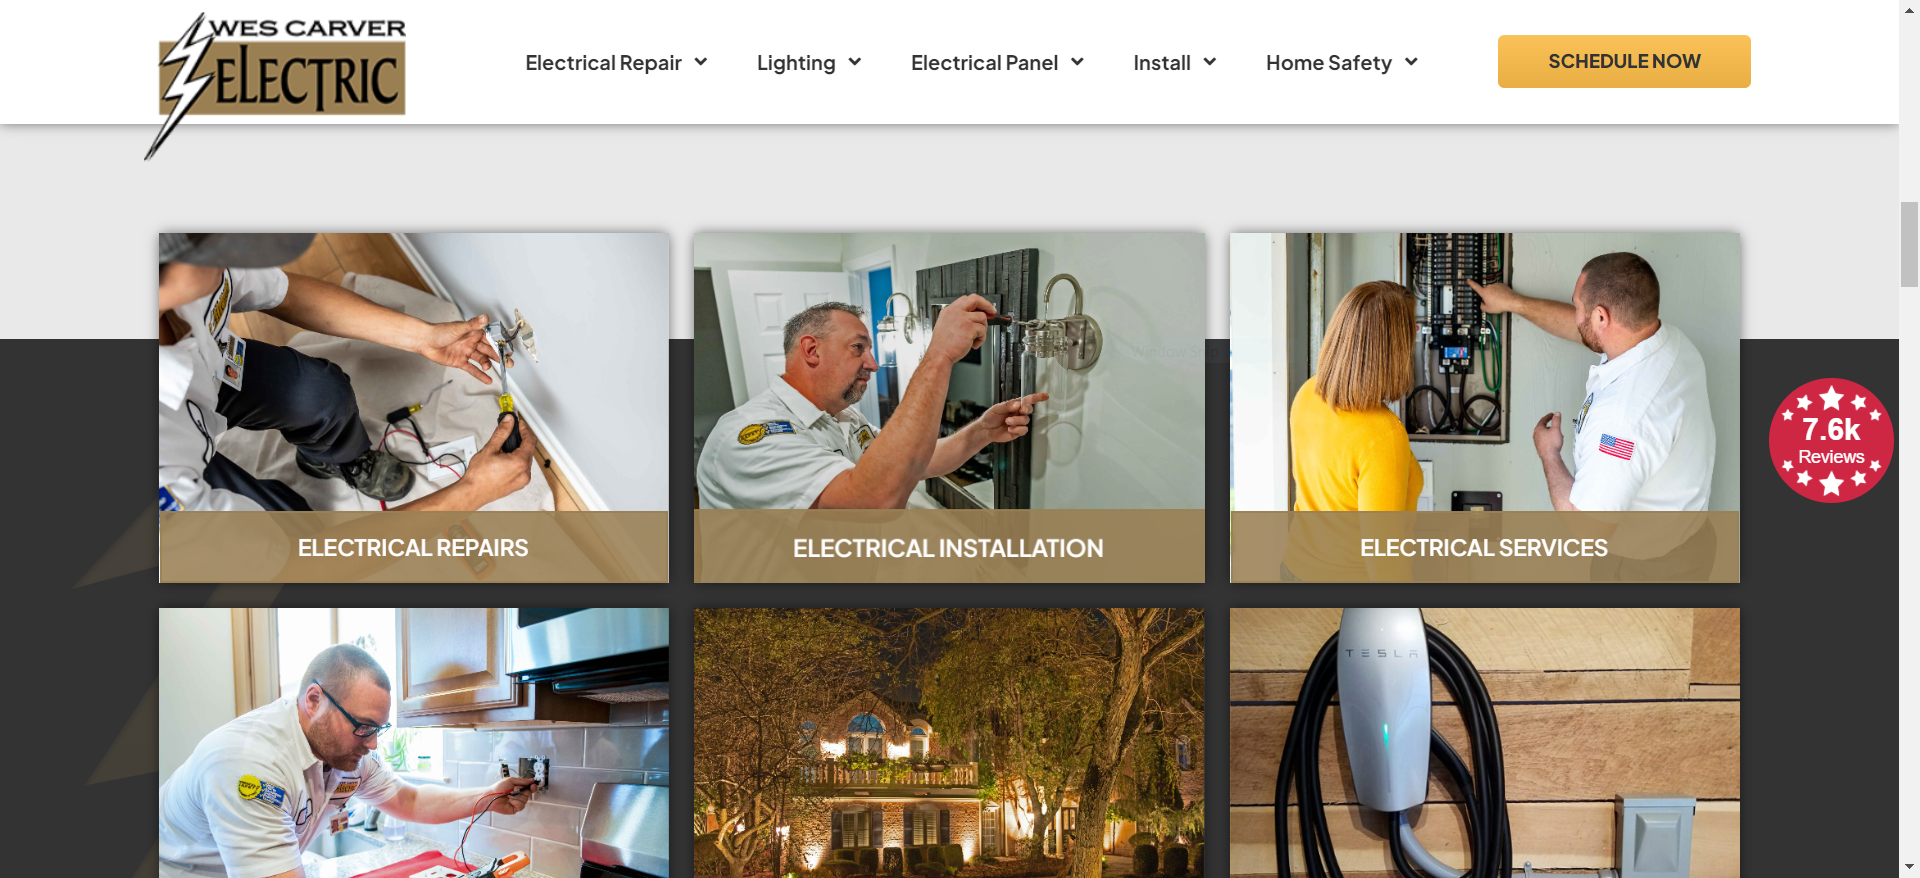 WES CARVER
ELECTRIC
Electrical Repair
Lighting
Electrical Panel
Install
Home Safety
SCHEDULE NOW
7.6k
Reviews
ELECTRICAL REPAIRS
ELECTRICAL INSTALLATION
ELECTRICAL SERVICES
TESLA